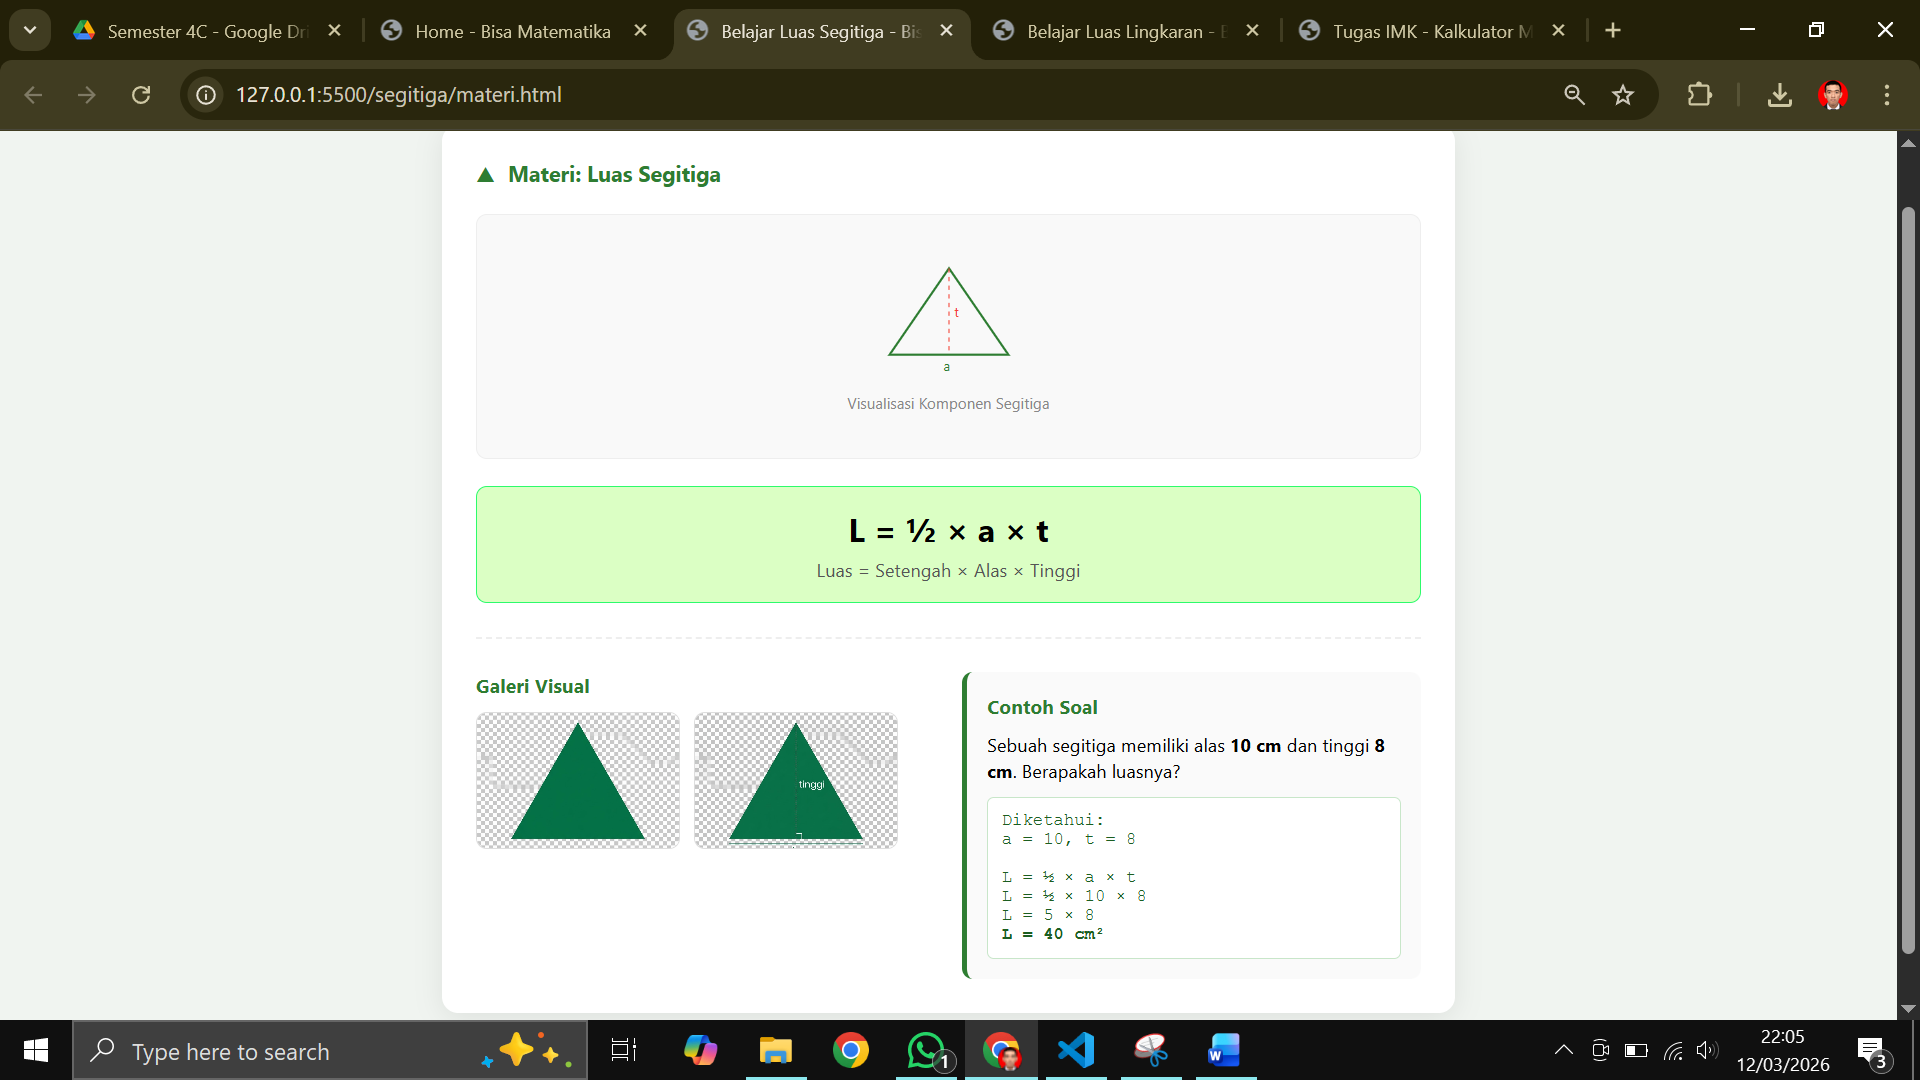 Semester 4C - Google Dri
Home - Bisa Matematika
Belajar Luas Segitiga - Bis
Belajar Luas Lingkaran - B
Tugas IMK - Kalkulator M
127.0.0.1:5500/segitiga/materi.html
▲ Materi: Luas Segitiga
t
a
Visualisasi Komponen Segitiga
L = ½ × a × t
Luas = Setengah × Alas × Tinggi
Galeri Visual
tinggi
Contoh Soal
Sebuah segitiga memiliki alas 10 cm dan tinggi 8
cm. Berapakah luasnya?
Diketahui:
a = 10, t = 8
L = ½ × a × t
L = ½ × 10 × 8
L = 5 × 8
L = 40 cm²
Type here to search
1
22:05
12/03/2026
3